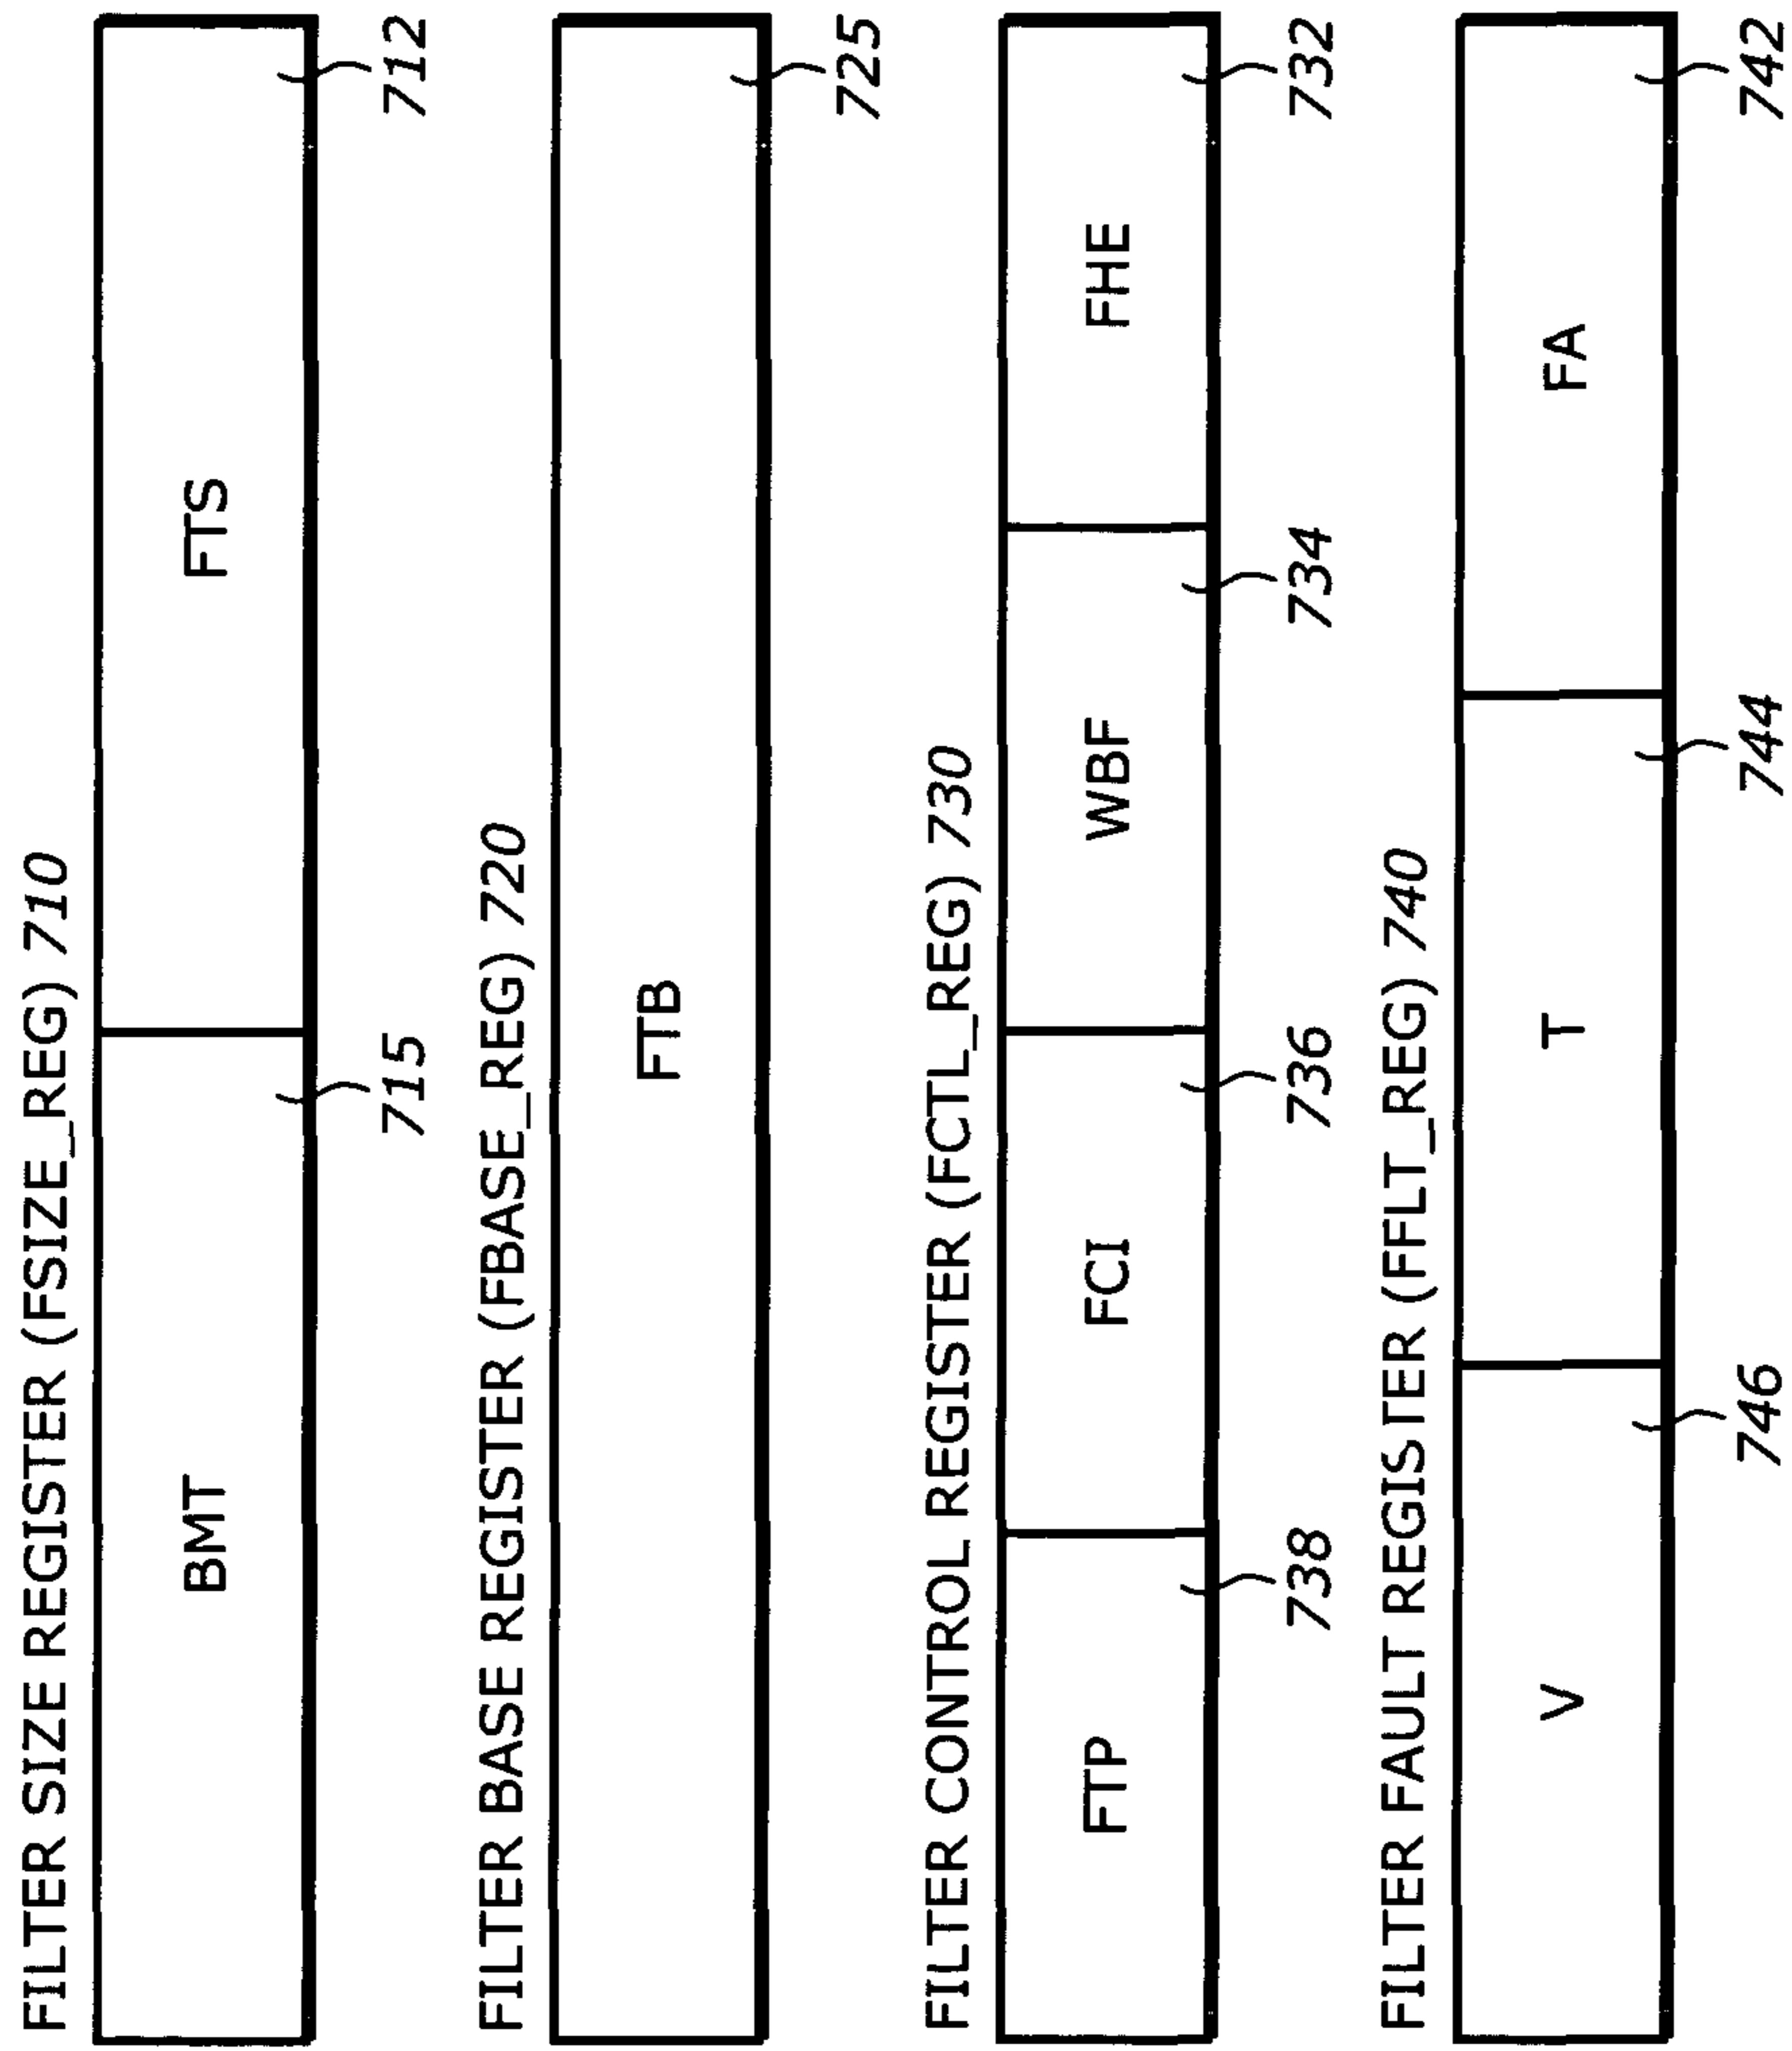 FILTER SIZE REGISTER (FSIZE_REG) 710
BMT FTS
715 712
FILTER BASE REGISTER (FBASE_REG) 720
FTB
725
FILTER CONTROL REGISTER (FCTL_REG) 730
FTP FCI WBF FHE
738 736 734 732
FILTER FAULT REGISTER (FFLT_REG) 740
V T FA
746 744 742